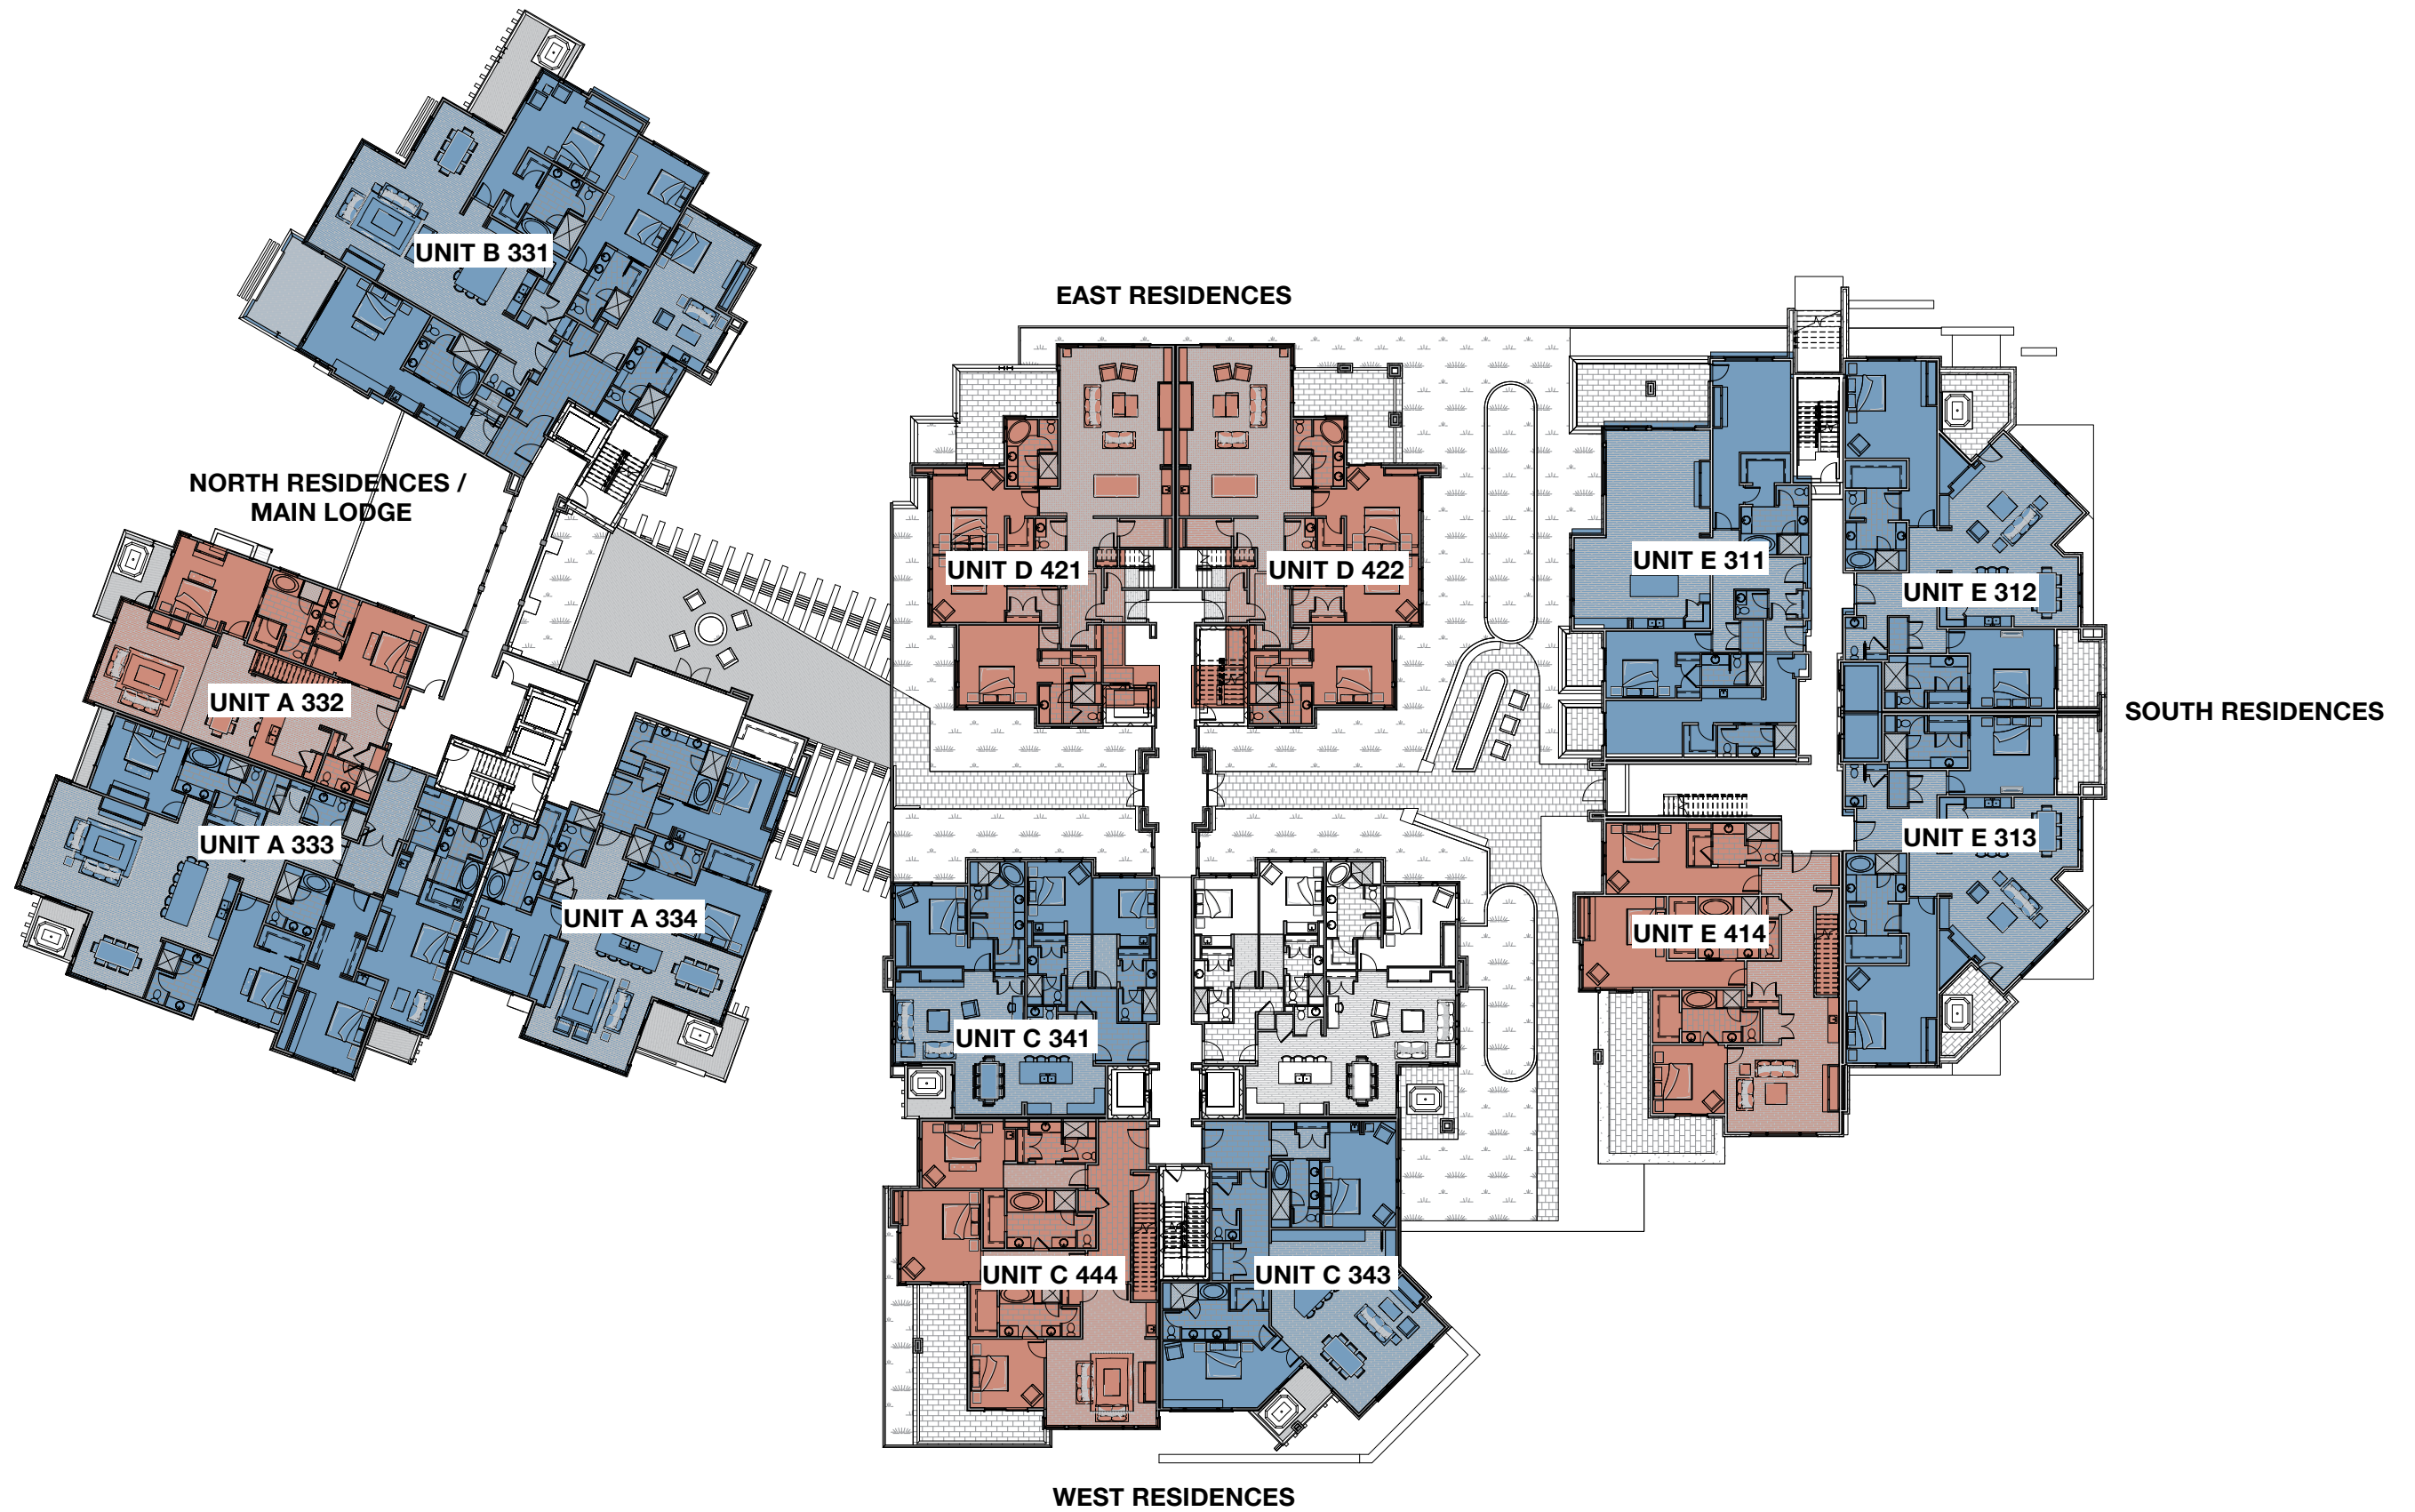 UNIT B 331
EAST RESIDENCES
NORTH RESIDENCES /
MAIN LODGE
UNIT D 421
UNIT D 422
UNIT E 311
UNIT E 312
UNIT A 332
SOUTH RESIDENCES
UNIT A 333
UNIT E 313
UNIT A 334
UNIT E 414
UNIT C 341
UNIT C 444
UNIT C 343
WEST RESIDENCES